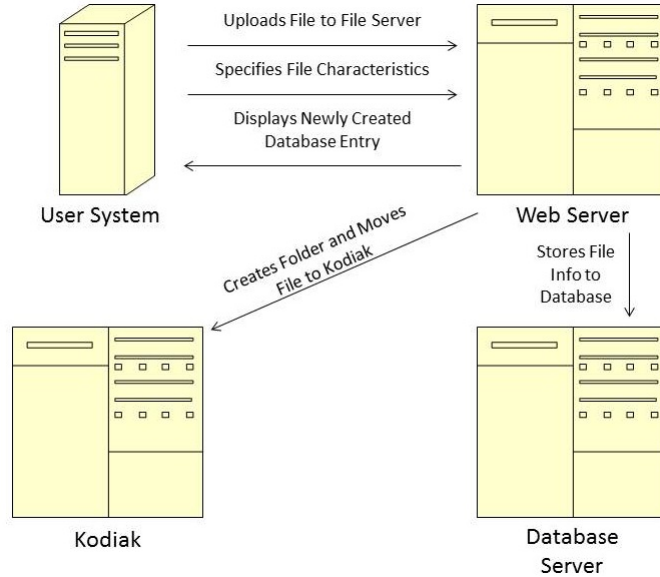 Uploads File to File Server
Specifies File Characteristics
Displays Newly Created
Database Entry
User System
Web Server
Creates Folder and Moves
File to Kodiak
Stores File
Info to
Database
Kodiak
Database
Server